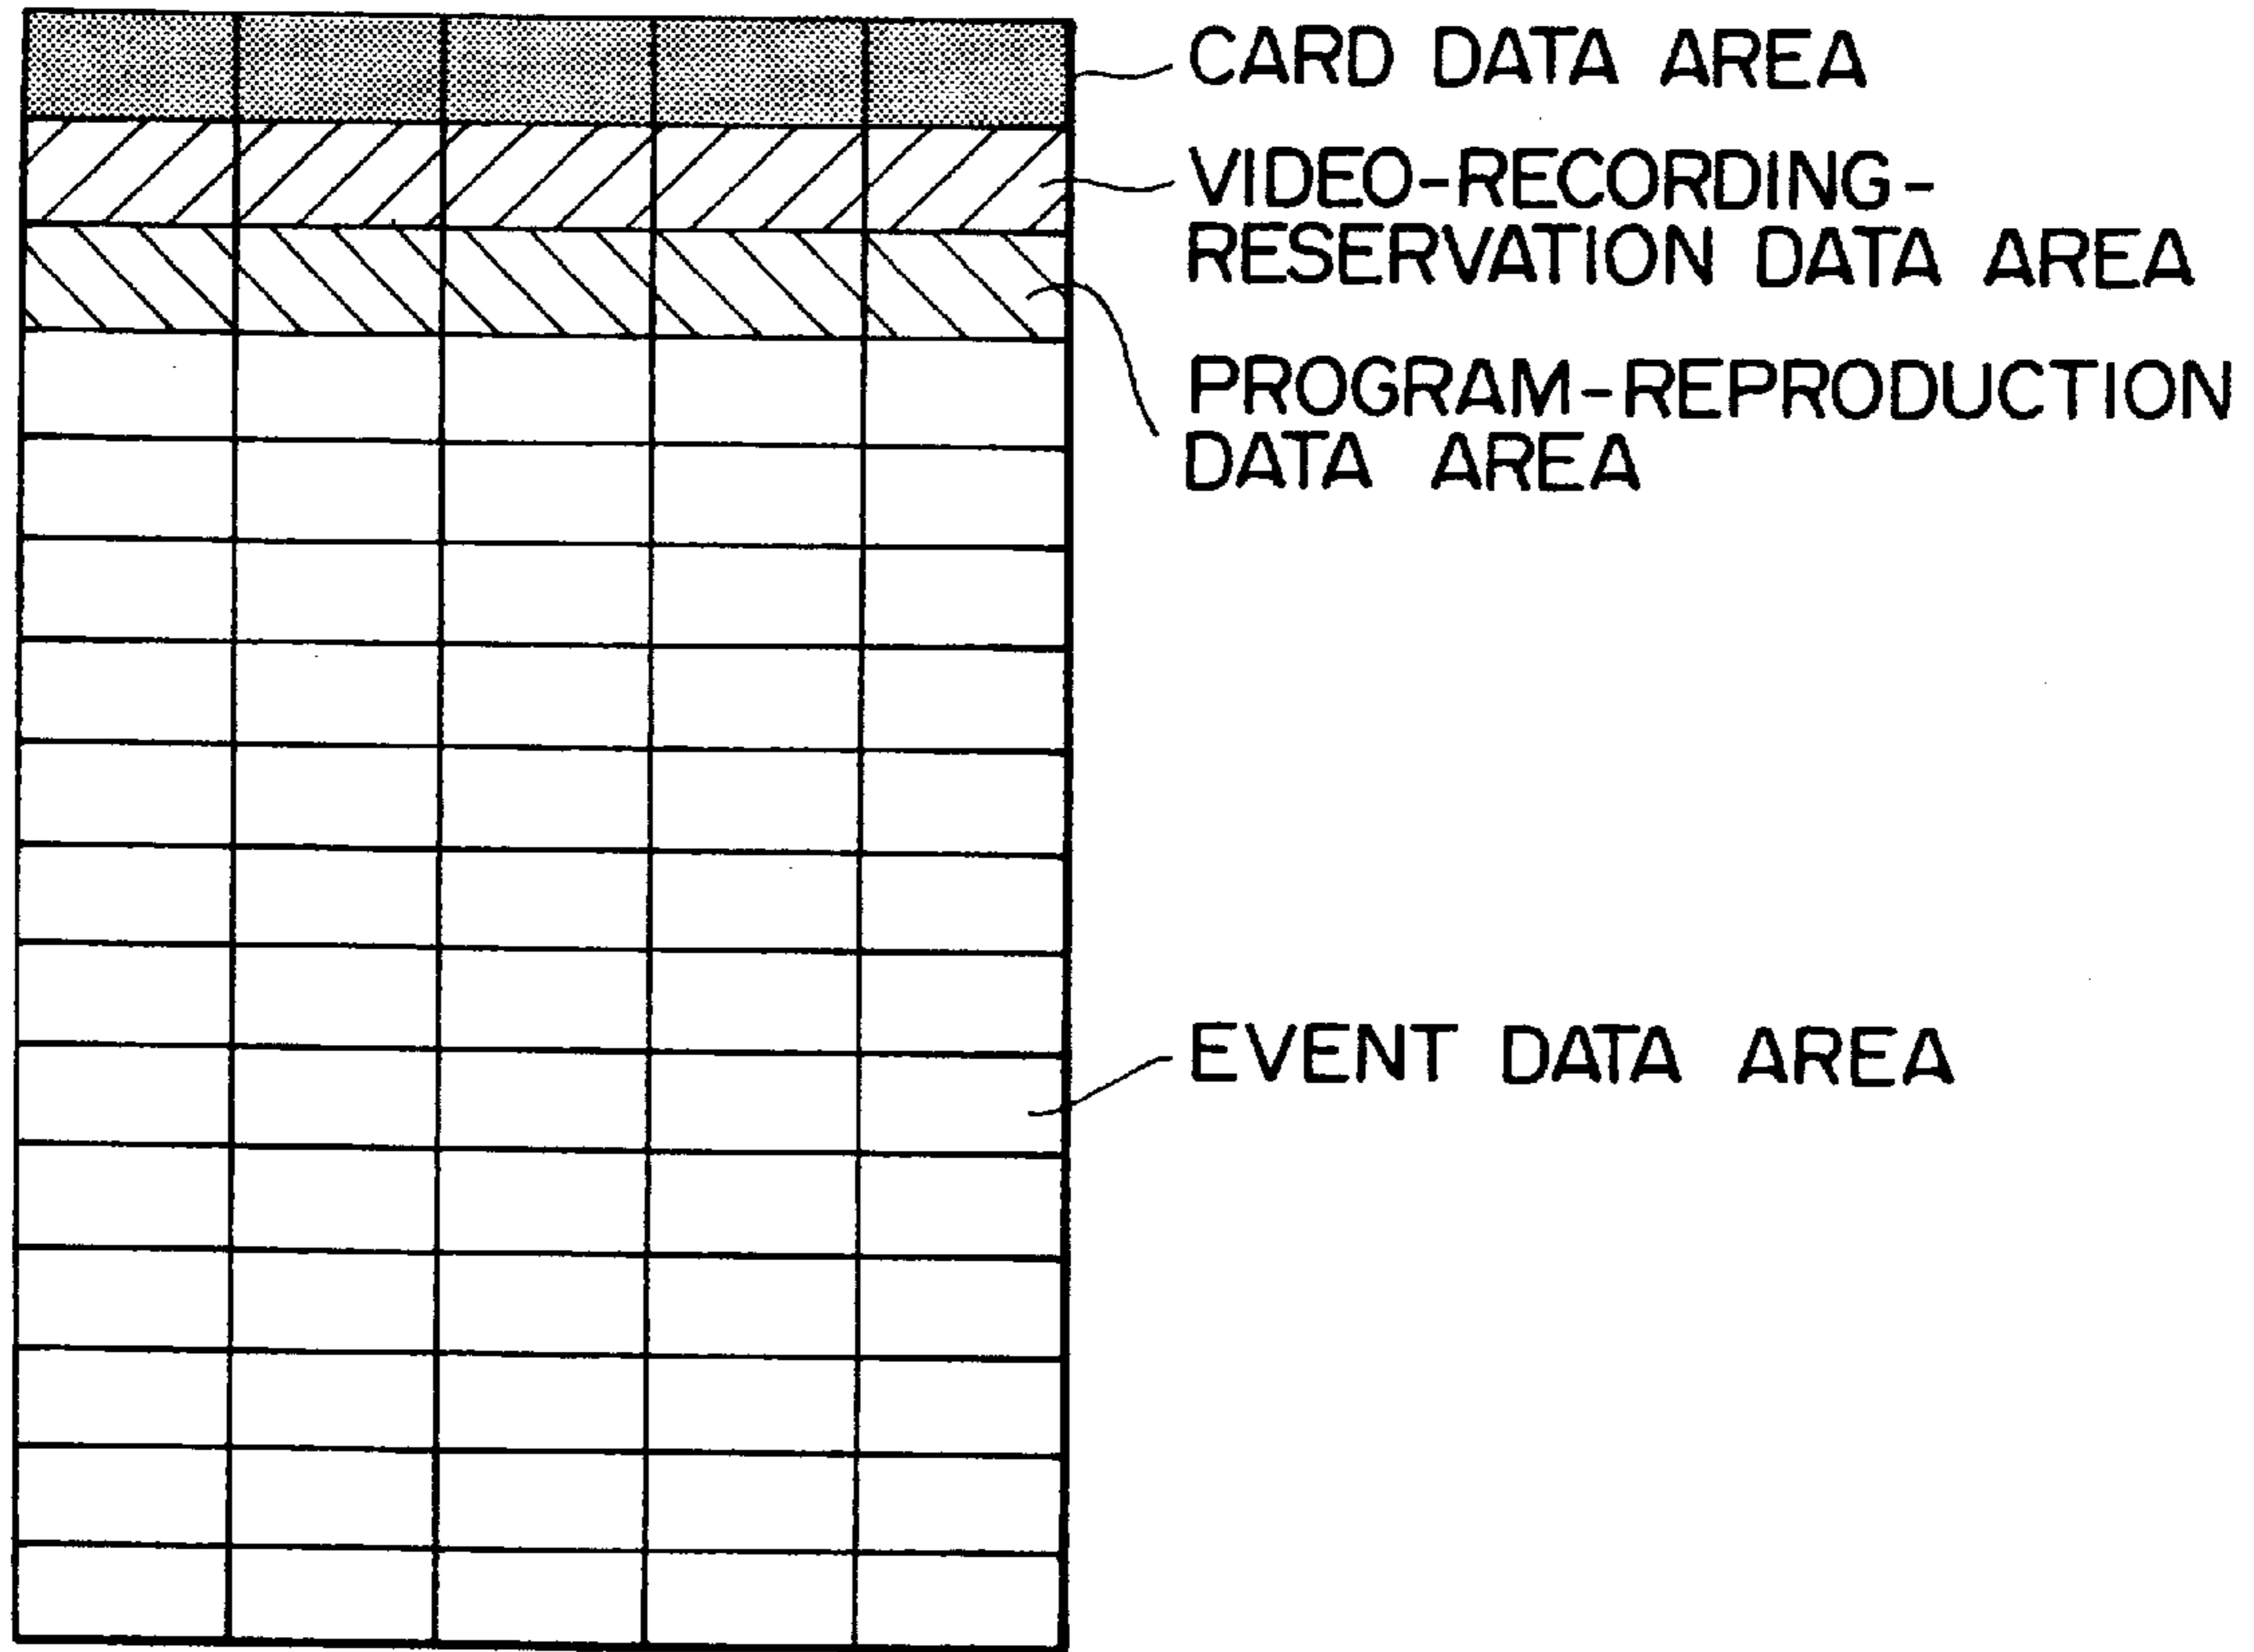 CARD DATA AREA
VIDEO-RECORDING-
RESERVATION DATA AREA
PROGRAM-REPRODUCTION
DATA AREA
EVENT DATA AREA